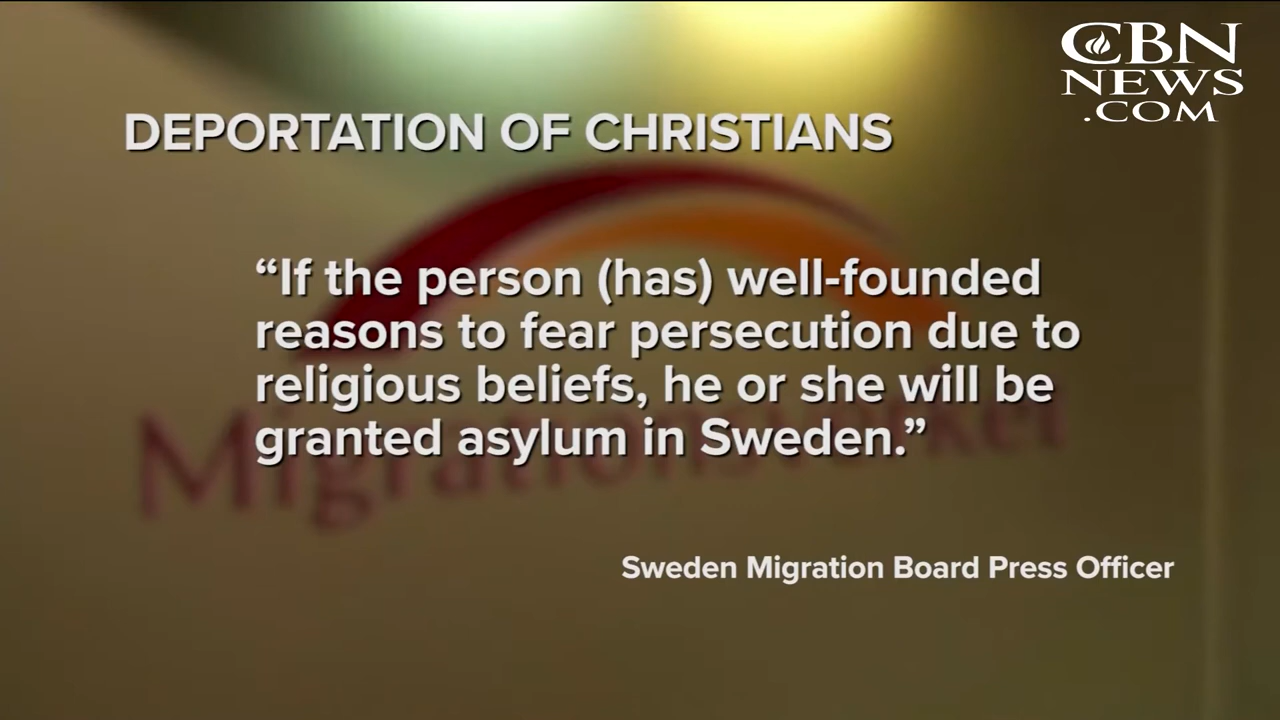 CBN
NEWS
.COM
DEPORTATION OF CHRISTIANS
“If the person (has) well-founded
reasons to fear persecution due to
religious beliefs, he or she will be
granted asylum in Sweden.”
Migrationsverket
Sweden Migration Board Press Officer